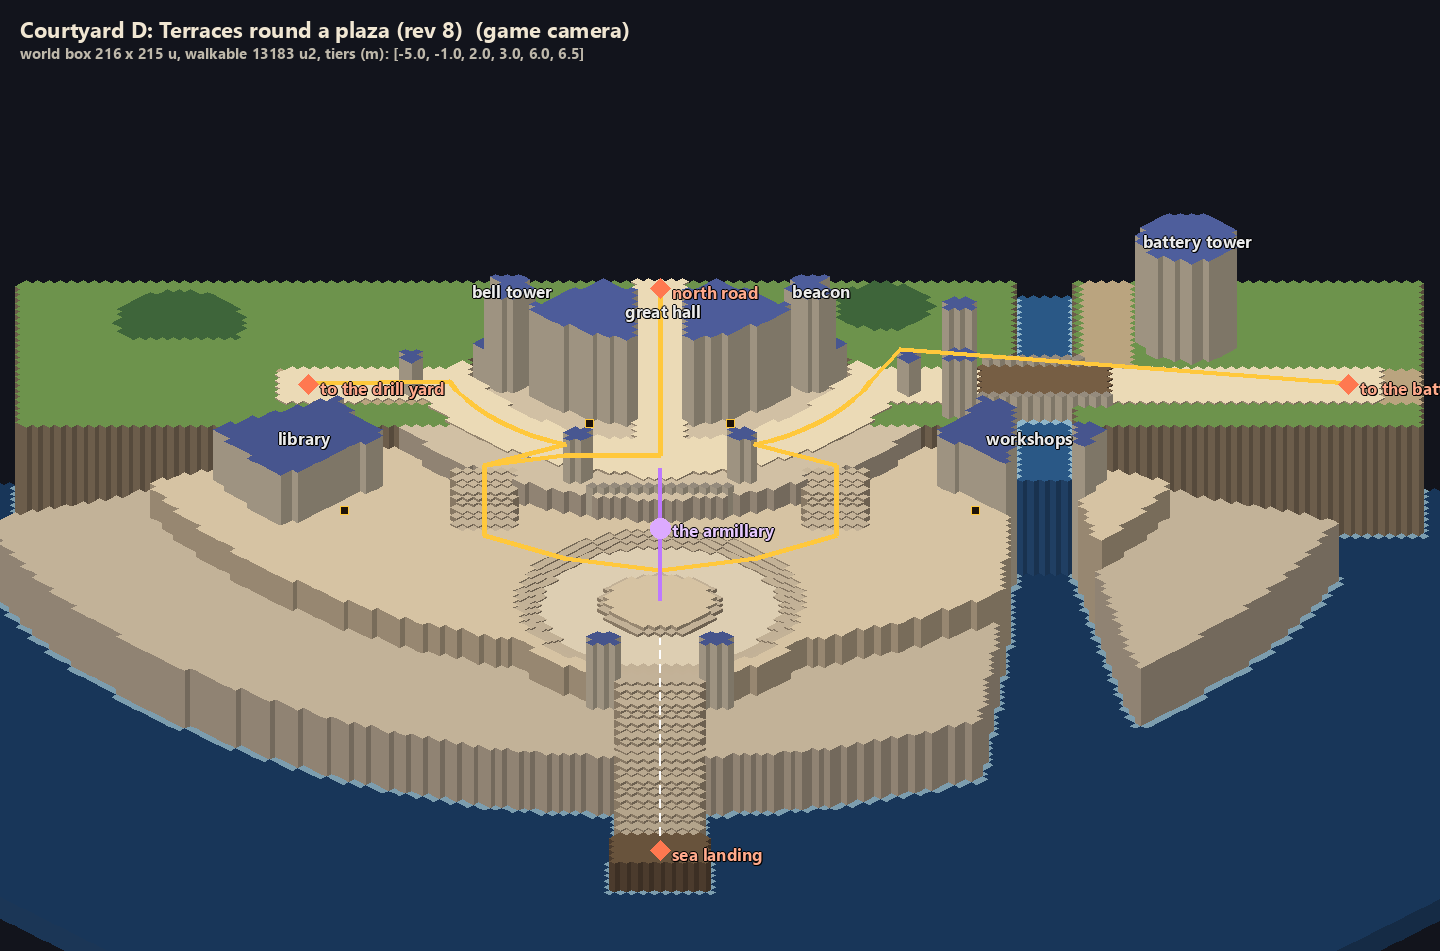 Courtyard D: Terraces round a plaza (rev 8)  (game camera)
world box 216 x 215 u, walkable 13183 u2, tiers (m): [-5.0, -1.0, 2.0, 3.0, 6.0, 6.5]
battery tower
bell tower
north road
beacon
great hall
to the drill yard
to the bat
library
workshops
the armillary
sea landing